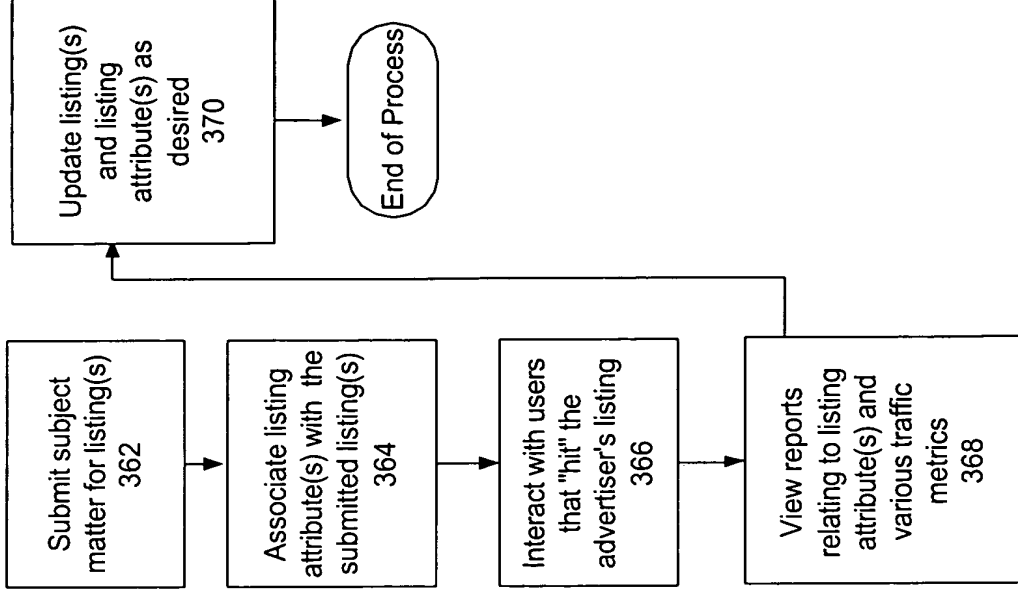 Submit subject
matter for listing(s)
362
Associate listing
attribute(s) with the
submitted listing(s)
364
Interact with users
that "hit" the
advertiser's listing
366
View reports
relating to listing
attribute(s) and
various traffic
metrics
368
Update listing(s)
and listing
attribute(s) as
desired
370
End of Process